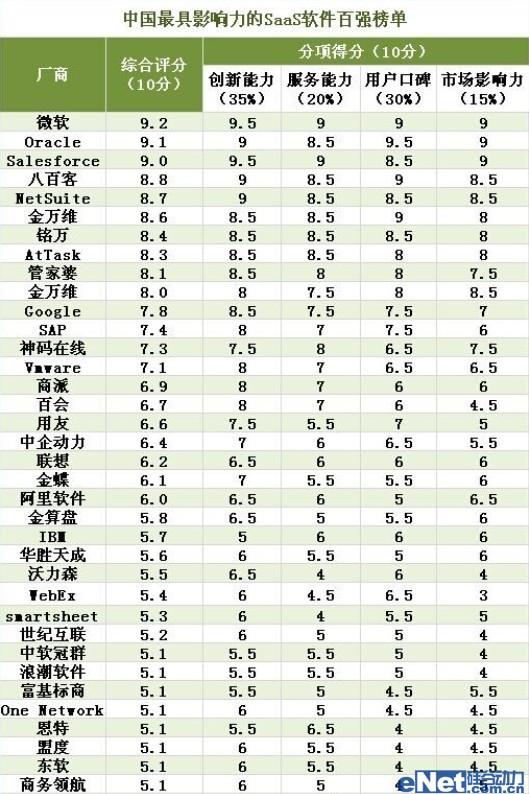 中国最具影响力的SaaS软件百强榜单
厂商 综合评分 分项得分（10分）
（10分） 创新能力 服务能力 用户口碑 市场影响力
（35%） （20%） （30%） （15%）
微软 9.2 9.5 9 9 9
Oracle 9.1 9 8.5 9.5 9
Salesforce 9.0 9.5 9 8.5 9
八百客 8.8 9 8.5 9 8.5
NetSuite 8.7 9 8.5 8.5 8.5
金万维 8.6 8.5 8.5 9 8
铭万 8.4 8.5 8.5 8.5 8
AtTask 8.3 8.5 8.5 8 8
管家婆 8.1 8.5 8 8 7.5
金万维 8.0 8 7.5 8 8.5
Google 7.8 8.5 7.5 7.5 7
SAP 7.4 8 7 7.5 6
神码在线 7.3 7.5 8 6.5 7.5
Vmware 7.1 8 7 6.5 6.5
商派 6.9 8 7 6 6
百会 6.7 8 7 6 4.5
用友 6.6 7.5 5.5 7 5
中企动力 6.4 7 6 6.5 5.5
联想 6.2 6.5 6 6 6
金蝶 6.1 7 5.5 5.5 6
阿里软件 6.0 6.5 6 5 6.5
金算盘 5.8 6.5 5 5.5 6
IBM 5.7 5 6 6 6
华胜天成 5.6 6 5.5 5 6
沃力森 5.5 6.5 4 6 4
WebEx 5.4 6 4.5 6.5 3
smartsheet 5.3 6 4 5.5 5
世纪互联 5.2 6 5 5 4
中软冠群 5.1 5.5 5.5 5 4
浪潮软件 5.1 5.5 5.5 5 4
富基标商 5.1 5.5 5 4.5 5.5
One Network 5.1 6 5 4.5 4.5
恩特 5.1 5.5 6.5 4 4.5
盟度 5.1 6 5.5 4 4.5
东软 5.1 6 5.5 4 4.5
商务领航 5.1 6 5
eNet硅谷动力
.com.cn